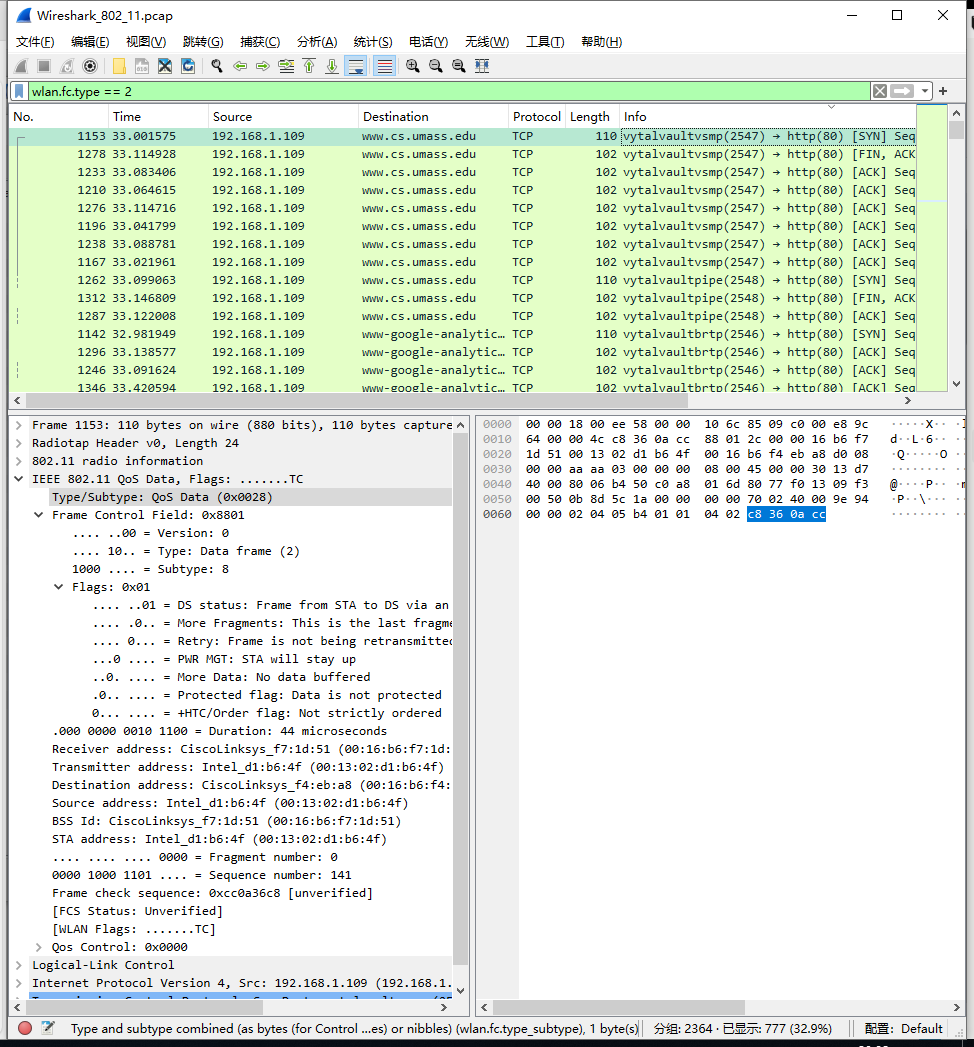 Wireshark_802_11.pcap
文件(F) 编辑(E) 视图(V) 跳转(G) 捕获(C) 分析(A) 统计(S) 电话(Y) 无线(W) 工具(T) 帮助(H)
wlan.fc.type == 2
No. Time Source Destination Protocol Length Info
1153 33.001575 192.168.1.109 www.cs.umass.edu TCP 110 vytalvaultvsmp(2547) → http(80) [SYN] Seq
1278 33.114928 192.168.1.109 www.cs.umass.edu TCP 102 vytalvaultvsmp(2547) → http(80) [FIN, ACK
1233 33.083406 192.168.1.109 www.cs.umass.edu TCP 102 vytalvaultvsmp(2547) → http(80) [ACK] Seq
1210 33.064615 192.168.1.109 www.cs.umass.edu TCP 102 vytalvaultvsmp(2547) → http(80) [ACK] Seq
1276 33.114716 192.168.1.109 www.cs.umass.edu TCP 102 vytalvaultvsmp(2547) → http(80) [ACK] Seq
1196 33.041799 192.168.1.109 www.cs.umass.edu TCP 102 vytalvaultvsmp(2547) → http(80) [ACK] Seq
1238 33.088781 192.168.1.109 www.cs.umass.edu TCP 102 vytalvaultvsmp(2547) → http(80) [ACK] Seq
1167 33.021961 192.168.1.109 www.cs.umass.edu TCP 102 vytalvaultvsmp(2547) → http(80) [ACK] Seq
1262 33.099063 192.168.1.109 www.cs.umass.edu TCP 110 vytalvaultpipe(2548) → http(80) [SYN] Seq
1312 33.146809 192.168.1.109 www.cs.umass.edu TCP 102 vytalvaultpipe(2548) → http(80) [FIN, ACK
1287 33.122008 192.168.1.109 www.cs.umass.edu TCP 102 vytalvaultpipe(2548) → http(80) [ACK] Seq
1142 32.981949 192.168.1.109 www-google-analytic… TCP 110 vytalvaultbrtp(2546) → http(80) [SYN] Seq
1296 33.138577 192.168.1.109 www-google-analytic… TCP 102 vytalvaultbrtp(2546) → http(80) [ACK] Seq
1246 33.091624 192.168.1.109 www-google-analytic… TCP 102 vytalvaultbrtp(2546) → http(80) [ACK] Seq
1346 33.420594 192.168.1.109 www-google-analytic… TCP 102 vytalvaultbrtp(2546) → http(80) [ACK] Seq
Frame 1153: 110 bytes on wire (880 bits), 110 bytes capture
Radiotap Header v0, Length 24
802.11 radio information
IEEE 802.11 QoS Data, Flags: .......TC
Type/Subtype: QoS Data (0x0028)
Frame Control Field: 0x8801
.... ..00 = Version: 0
.... 10.. = Type: Data frame (2)
1000 .... = Subtype: 8
Flags: 0x01
.... ..01 = DS status: Frame from STA to DS via an
.... .0.. = More Fragments: This is the last fragme
.... 0... = Retry: Frame is not being retransmitted
...0 .... = PWR MGT: STA will stay up
..0. .... = More Data: No data buffered
.0.. .... = Protected flag: Data is not protected
0... .... = +HTC/Order flag: Not strictly ordered
.000 0000 0010 1100 = Duration: 44 microseconds
Receiver address: CiscoLinksys_f7:1d:51 (00:16:b6:f7:1d:
Transmitter address: Intel_d1:b6:4f (00:13:02:d1:b6:4f)
Destination address: CiscoLinksys_f4:eb:a8 (00:16:b6:f4:
Source address: Intel_d1:b6:4f (00:13:02:d1:b6:4f)
BSS Id: CiscoLinksys_f7:1d:51 (00:16:b6:f7:1d:51)
STA address: Intel_d1:b6:4f (00:13:02:d1:b6:4f)
.... .... .... 0000 = Fragment number: 0
0000 1000 1101 .... = Sequence number: 141
Frame check sequence: 0xcc0a36c8 [unverified]
[FCS Status: Unverified]
[WLAN Flags: .......TC]
Qos Control: 0x0000
Logical-Link Control
Internet Protocol Version 4, Src: 192.168.1.109 (192.168.1.
0000 00 00 18 00 ee 58 00 00 10 6c 85 09 c0 00 e8 9c ·····X·· ·l
0010 64 00 00 4c c8 36 0a cc 88 01 2c 00 00 16 b6 f7 d··L·6··
0020 1d 51 00 13 02 d1 b6 4f 00 16 b6 f4 eb a8 d0 08 ·Q·····O
0030 00 00 aa aa 03 00 00 00 08 00 45 00 00 30 13 d7 ········
0040 40 00 80 06 b4 50 c0 a8 01 6d 80 77 f0 13 09 f3 @····P·· ·m
0050 00 50 0b 8d 5c 1a 00 00 00 00 70 02 40 00 9e 94 ·P··\···
0060 00 00 02 04 05 b4 01 01 04 02 c8 36 0a cc ········
Type and subtype combined (as bytes (for Control …es) or nibbles) (wlan.fc.type_subtype), 1 byte(s) 分组: 2364 · 已显示: 777 (32.9%) 配置: Default